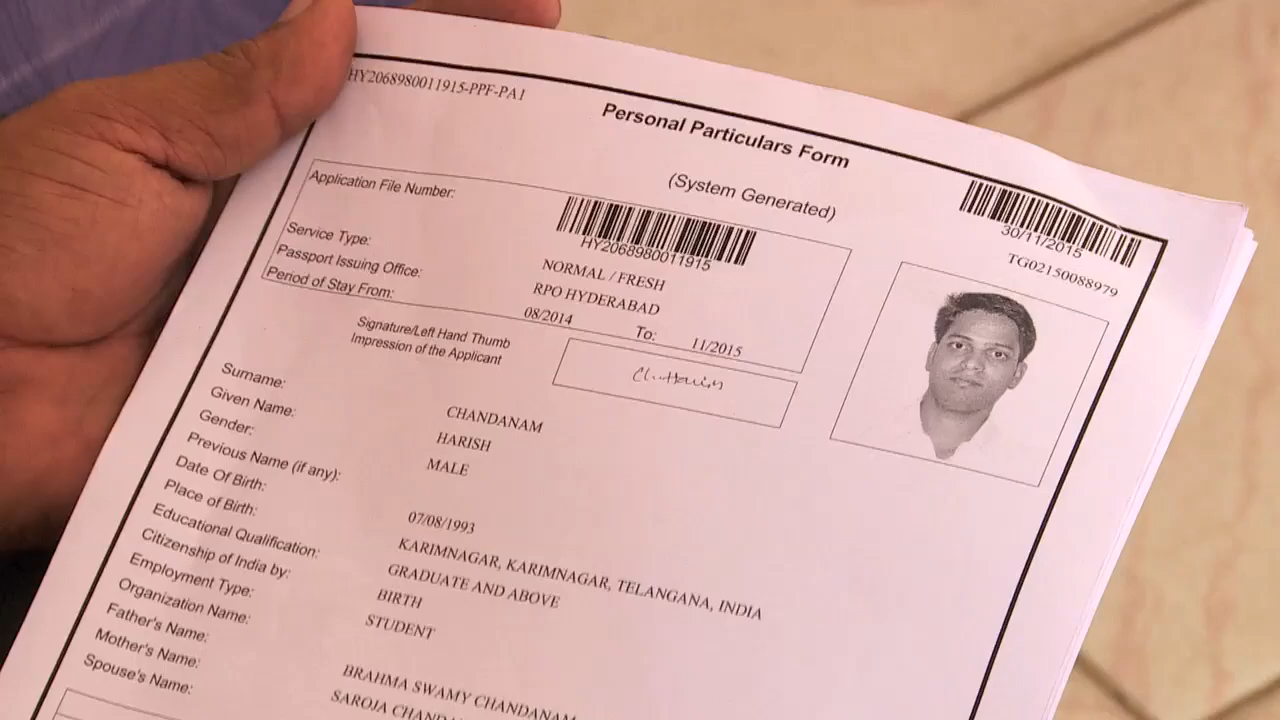 HY2068980011915-PPF-PA1
Personal Particulars Form
(System Generated)
30/11/2015
TG02150088979
Application File Number:
HY2068980011915
Service Type: NORMAL / FRESH
Passport Issuing Office: RPO HYDERABAD
Period of Stay From: 08/2014 To: 11/2015
Signature/Left Hand Thumb
Impression of the Applicant
Surname: CHANDANAM
Given Name: HARISH
Gender: MALE
Previous Name (if any):
Date Of Birth: 07/08/1993
Place of Birth: KARIMNAGAR, KARIMNAGAR, TELANGANA, INDIA
Educational Qualification: GRADUATE AND ABOVE
Citizenship of India by: BIRTH
Employment Type: STUDENT
Organization Name:
Father's Name: BRAHMA SWAMY CHANDANAM
Mother's Name: SAROJA
Spouse's Name: